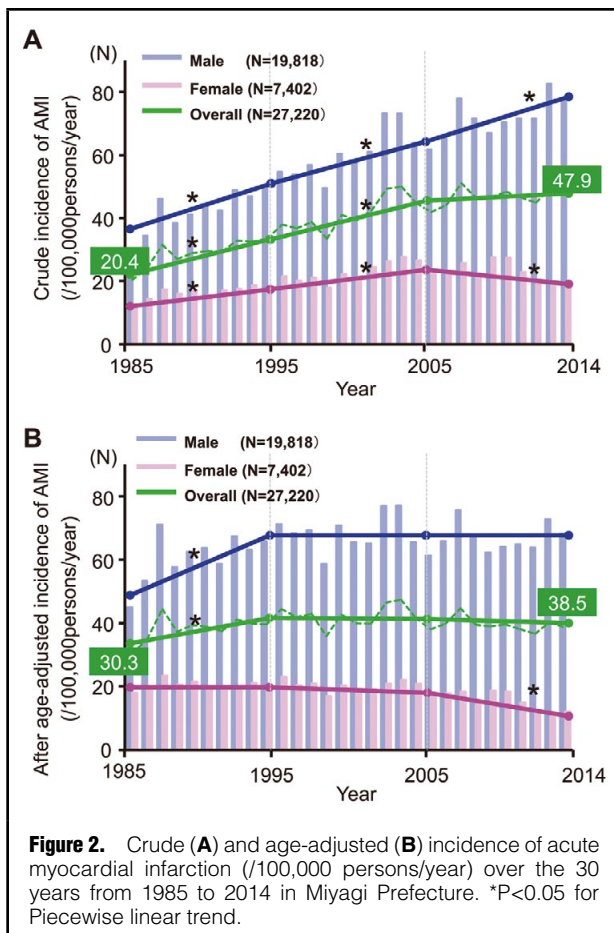 A
(N)
Male (N=19,818)
Female (N=7,402)
Overall (N=27,220)
Crude incidence of AMI
(/100,000persons/year)
80
60
40
20
0
20.4
47.9
* * *
* *
* * *
1985 1995 2005 2014
Year
B
(N)
Male (N=19,818)
Female (N=7,402)
Overall (N=27,220)
After age-adjusted incidence of AMI
(/100,000persons/year)
80
60
40
20
0
30.3
38.5
*
*
*
1985 1995 2005 2014
Year
Figure 2. Crude (A) and age-adjusted (B) incidence of acute
myocardial infarction (/100,000 persons/year) over the 30
years from 1985 to 2014 in Miyagi Prefecture. *P<0.05 for
Piecewise linear trend.